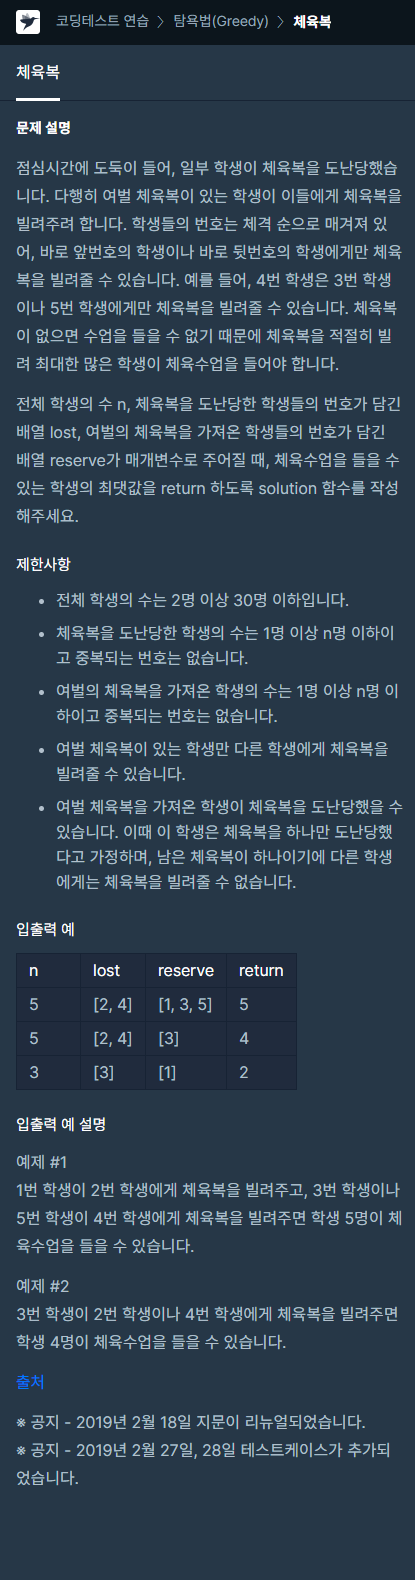 코딩테스트 연습 > 탐욕법(Greedy) > 체육복
체육복
문제 설명
점심시간에 도둑이 들어, 일부 학생이 체육복을 도난당했습
니다. 다행히 여벌 체육복이 있는 학생이 이들에게 체육복을
빌려주려 합니다. 학생들의 번호는 체격 순으로 매겨져 있
어, 바로 앞번호의 학생이나 바로 뒷번호의 학생에게만 체육
복을 빌려줄 수 있습니다. 예를 들어, 4번 학생은 3번 학생
이나 5번 학생에게만 체육복을 빌려줄 수 있습니다. 체육복
이 없으면 수업을 들을 수 없기 때문에 체육복을 적절히 빌
려 최대한 많은 학생이 체육수업을 들어야 합니다.
전체 학생의 수 n, 체육복을 도난당한 학생들의 번호가 담긴
배열 lost, 여벌의 체육복을 가져온 학생들의 번호가 담긴
배열 reserve가 매개변수로 주어질 때, 체육수업을 들을 수
있는 학생의 최댓값을 return 하도록 solution 함수를 작성
해주세요.
제한사항
• 전체 학생의 수는 2명 이상 30명 이하입니다.
• 체육복을 도난당한 학생의 수는 1명 이상 n명 이하이
고 중복되는 번호는 없습니다.
• 여벌의 체육복을 가져온 학생의 수는 1명 이상 n명 이
하이고 중복되는 번호는 없습니다.
• 여벌 체육복이 있는 학생만 다른 학생에게 체육복을
빌려줄 수 있습니다.
• 여벌 체육복을 가져온 학생이 체육복을 도난당했을 수
있습니다. 이때 이 학생은 체육복을 하나만 도난당했
다고 가정하며, 남은 체육복이 하나이기에 다른 학생
에게는 체육복을 빌려줄 수 없습니다.
입출력 예
n lost reserve return
5 [2, 4] [1, 3, 5] 5
5 [2, 4] [3] 4
3 [3] [1] 2
입출력 예 설명
예제 #1
1번 학생이 2번 학생에게 체육복을 빌려주고, 3번 학생이나
5번 학생이 4번 학생에게 체육복을 빌려주면 학생 5명이 체
육수업을 들을 수 있습니다.
예제 #2
3번 학생이 2번 학생이나 4번 학생에게 체육복을 빌려주면
학생 4명이 체육수업을 들을 수 있습니다.
출처
※ 공지 - 2019년 2월 18일 지문이 리뉴얼되었습니다.
※ 공지 - 2019년 2월 27일, 28일 테스트케이스가 추가되
었습니다.